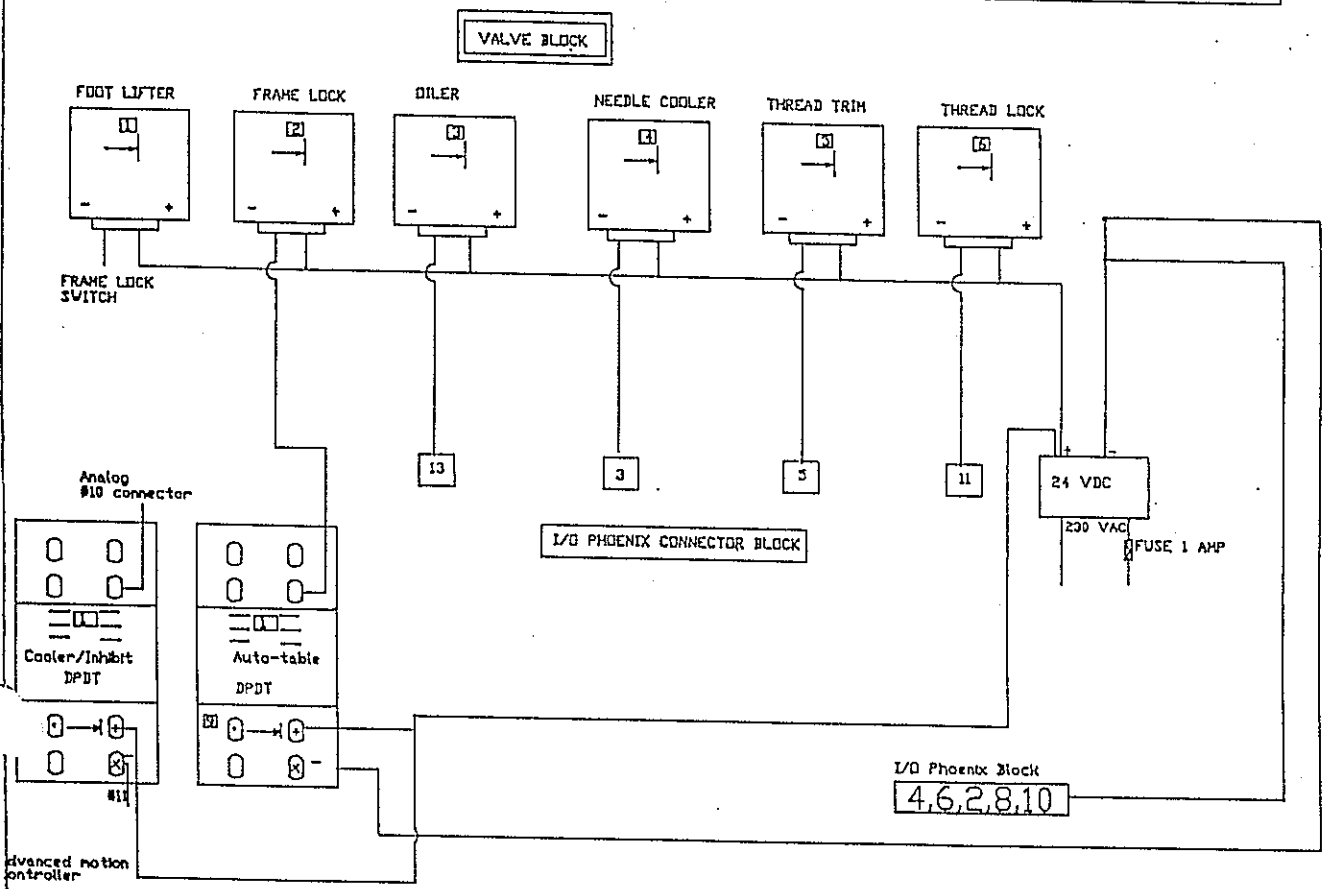 VALVE BLOCK
FOOT LIFTER
FRAME LOCK
OILER
NEEDLE COOLER
THREAD TRIM
THREAD LOCK
1
2
3
4
5
6
- +
- +
- +
- +
- +
- +
FRAME LOCK
SWITCH
13
3
5
11
+ -
24 VDC
230 VAC
FUSE 1 AMP
I/O PHOENIX CONNECTOR BLOCK
Analog
#10 connector
Cooler/Inhibit
DPDT
+
X -
#11
Auto-table
DPDT
9
+
X -
I/O Phoenix Block
4,6,2,8,10
dvanced motion
ontroller